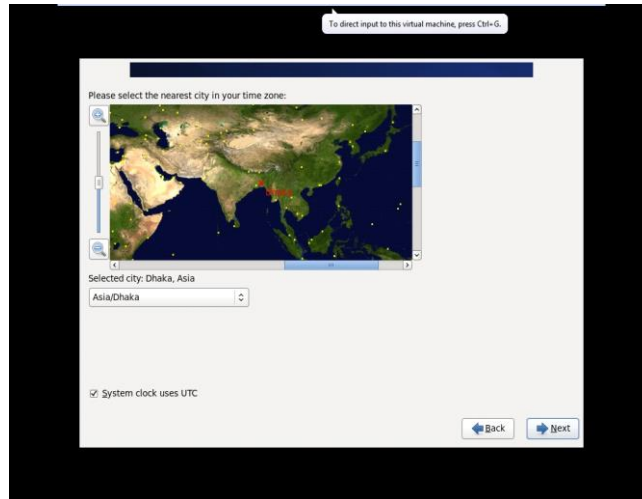 To direct input to this virtual machine, press Ctrl+G.
Please select the nearest city in your time zone:
Dhaka
Selected city: Dhaka, Asia
Asia/Dhaka
System clock uses UTC
Back
Next